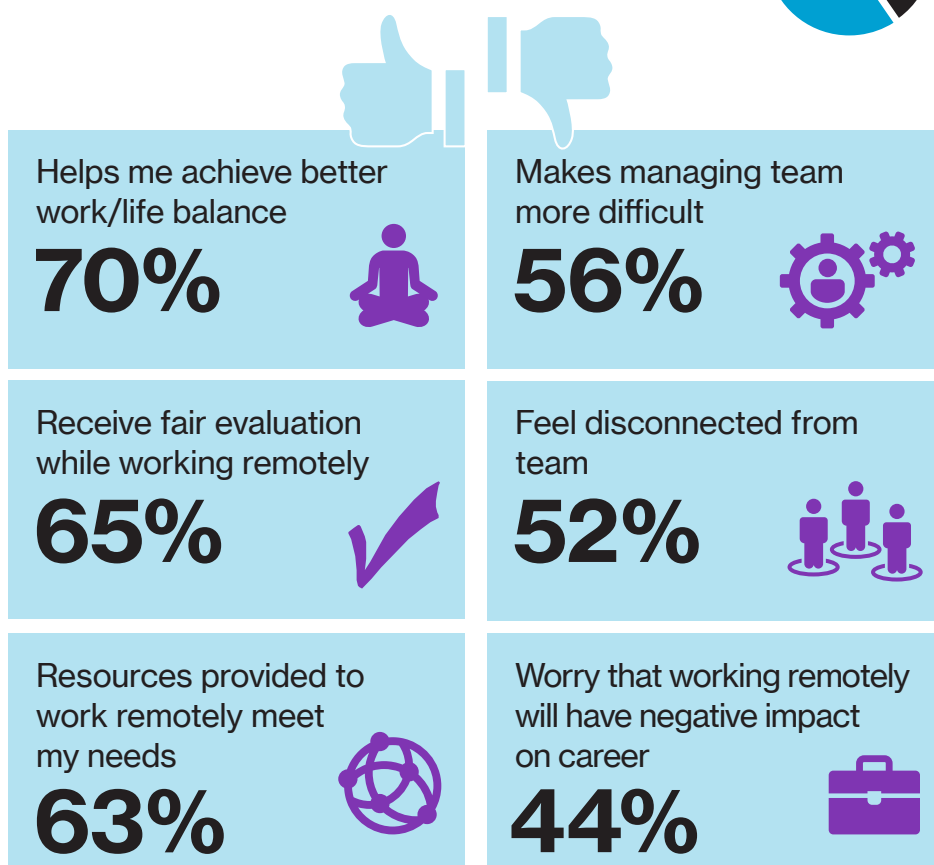 Helps me achieve better
work/life balance
70%
Makes managing team
more difficult
56%
Receive fair evaluation
while working remotely
65%
Feel disconnected from
team
52%
Resources provided to
work remotely meet
my needs
63%
Worry that working remotely
will have negative impact
on career
44%